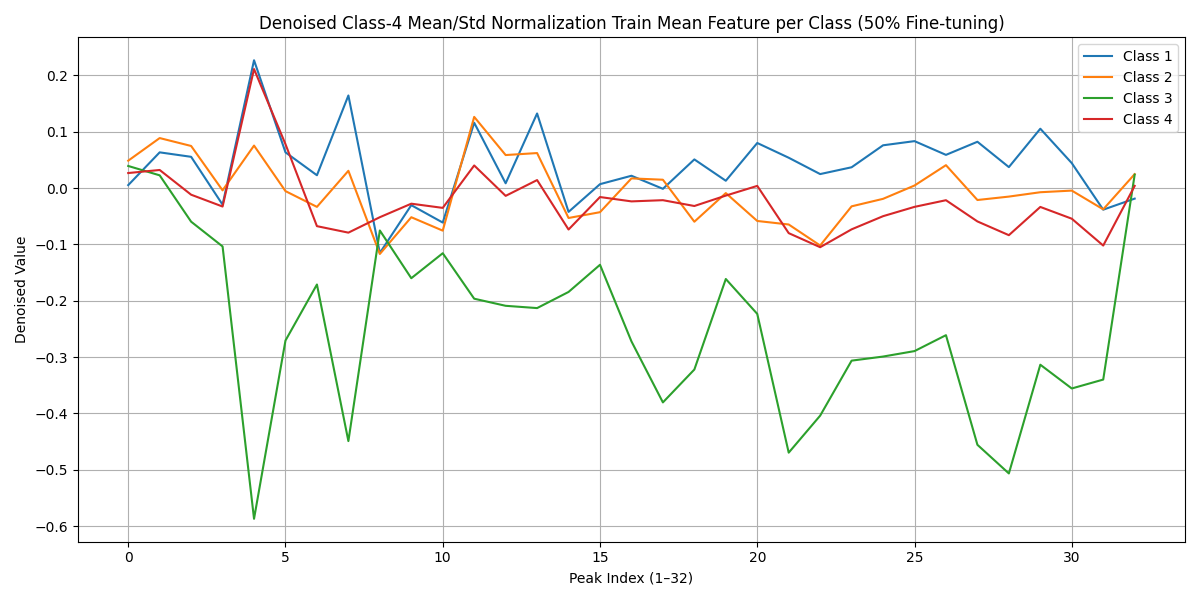 Denoised Class-4 Mean/Std Normalization Train Mean Feature per Class (50% Fine-tuning)
Class 1
Class 2
Class 3
Class 4
Denoised Value
0.2
0.1
0.0
−0.1
−0.2
−0.3
−0.4
−0.5
−0.6
0 5 10 15 20 25 30
Peak Index (1–32)